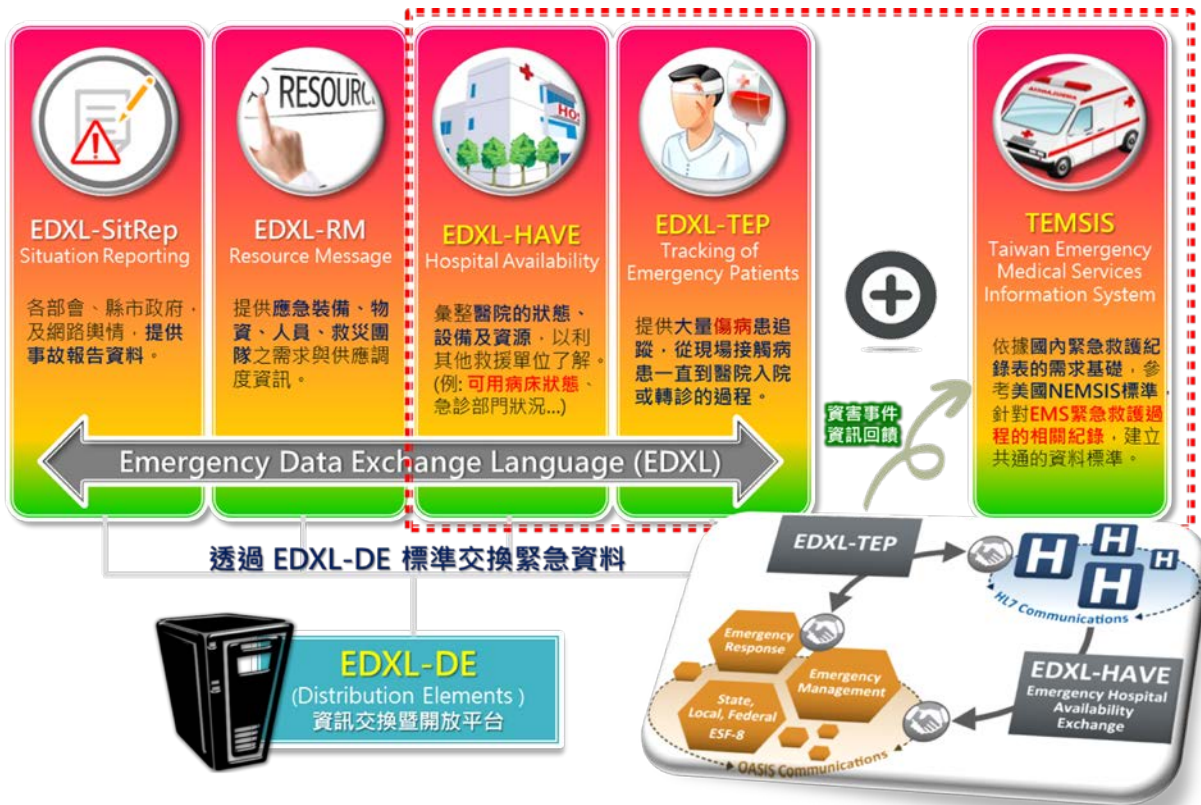 RESOURC
HO
AMBULANCE
EDXL-SitRep
Situation Reporting
各部會、縣市政府，
及網路輿情，提供
事故報告資料。
EDXL-RM
Resource Message
提供應急裝備、物
資、人員、救災團
隊之需求與供應調
度資訊。
EDXL-HAVE
Hospital Availability
彙整醫院的狀態、
設備及資源，以利
其他救援單位了解。
(例: 可用病床狀態、
急診部門狀況...)
EDXL-TEP
Tracking of
Emergency Patients
提供大量傷病患追
蹤，從現場接觸病
患一直到醫院入院
或轉診的過程。
TEMSIS
Taiwan Emergency
Medical Services
Information System
依據國內緊急救護紀
錄表的需求基礎，參
考美國NEMSIS標準，
針對EMS緊急救護過
程的相關紀錄，建立
共通的資料標準。
資害事件
資訊回饋
Emergency Data Exchange Language (EDXL)
透過 EDXL-DE 標準交換緊急資料
EDXL-DE
(Distribution Elements )
資訊交換暨開放平台
EDXL-TEP
H
H
H
H
HL7 Communications
Emergency
Response
Emergency
Management
State,
Local, Federal
ESF-8
OASIS Communications
EDXL-HAVE
Emergency Hospital
Availability
Exchange